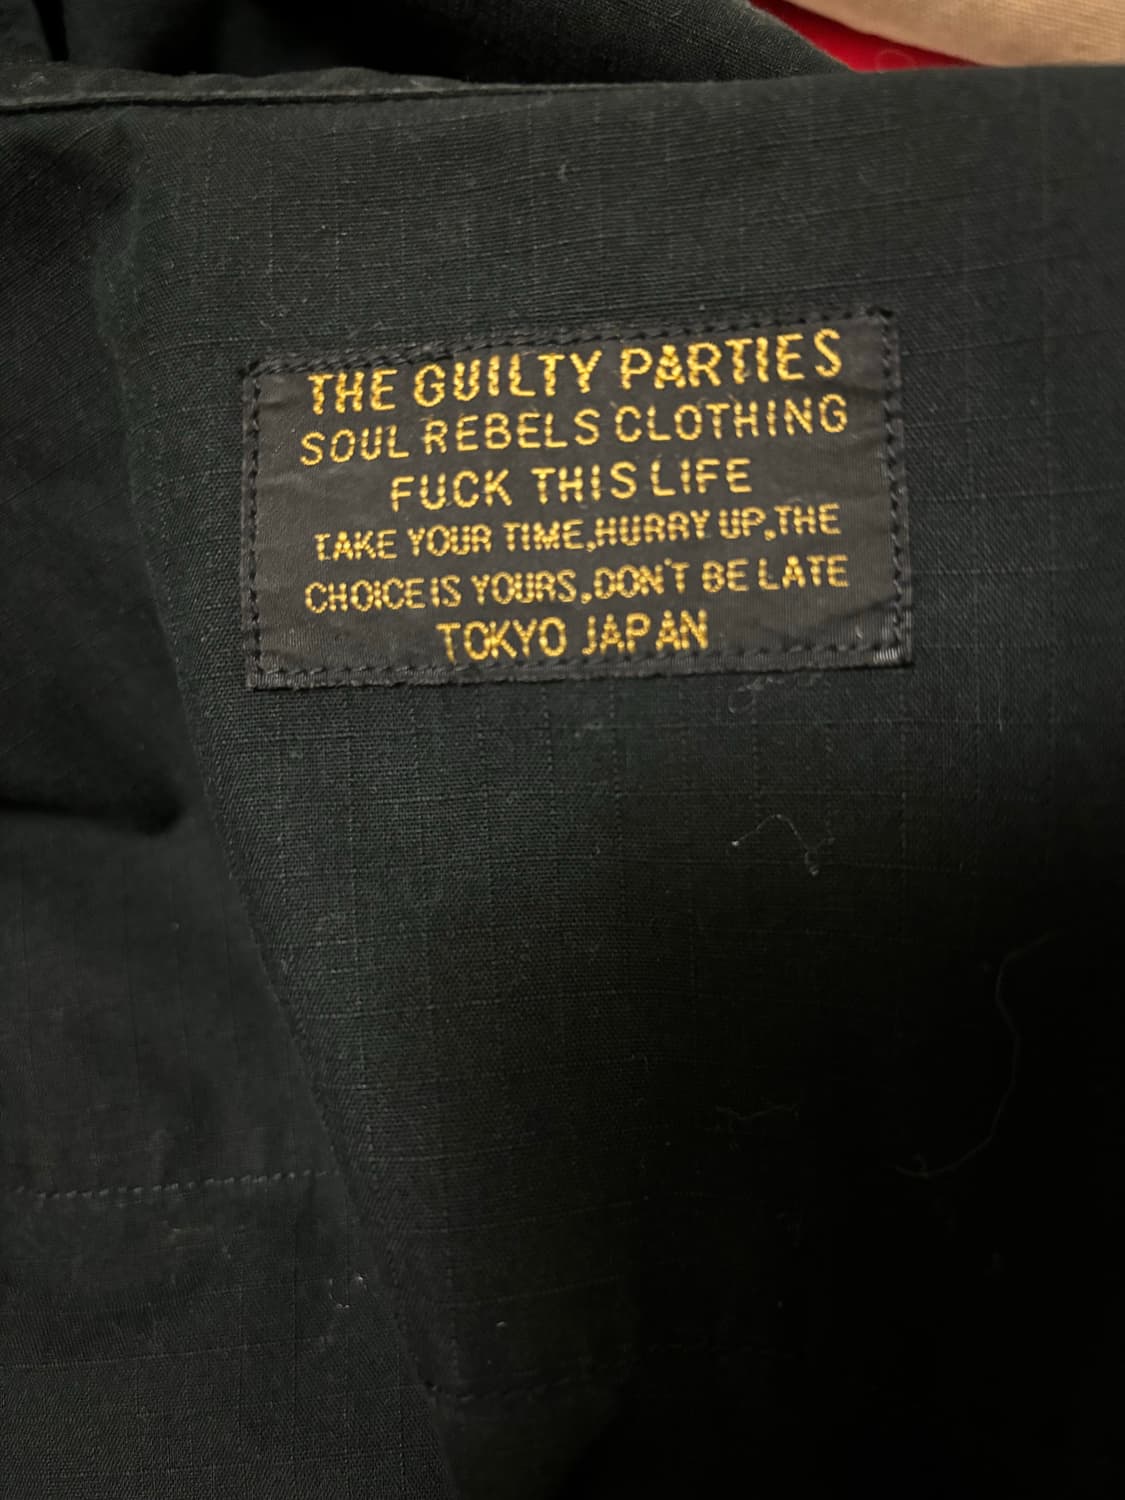 THE GUILTY PARTIES
SOUL REBELS CLOTHING
FUCK THIS LIFE
TAKE YOUR TIME,HURRY UP,THE
CHOICE IS YOURS,DON'T BE LATE
TOKYO JAPAN